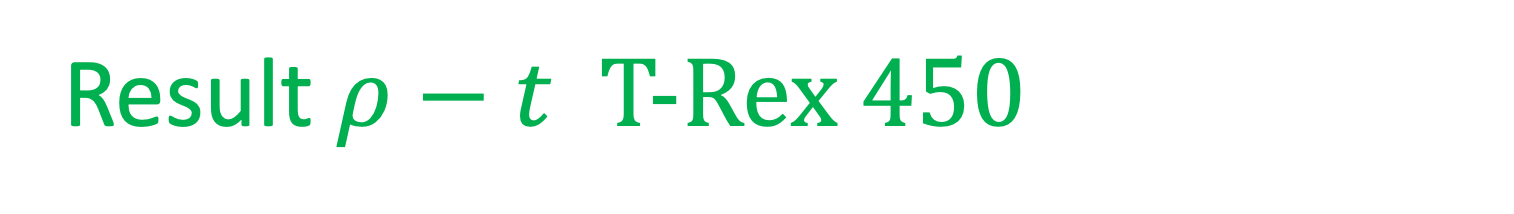 Result ρ − t T-Rex 450